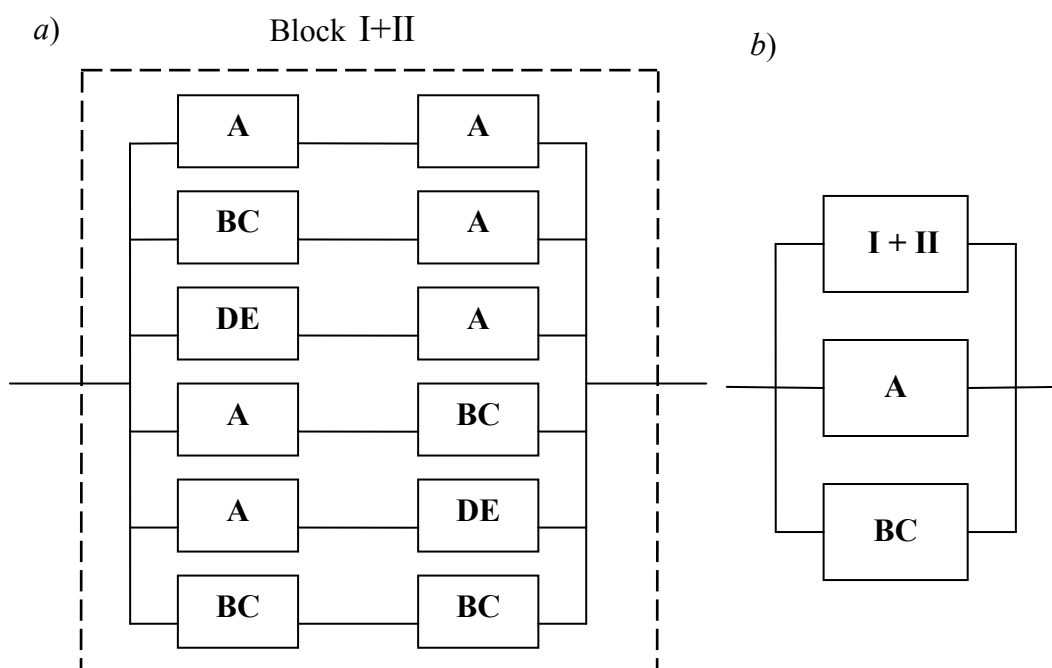 a)
Block I+II
A A
BC A
DE A
A BC
A DE
BC BC
b)
I + II
A
BC